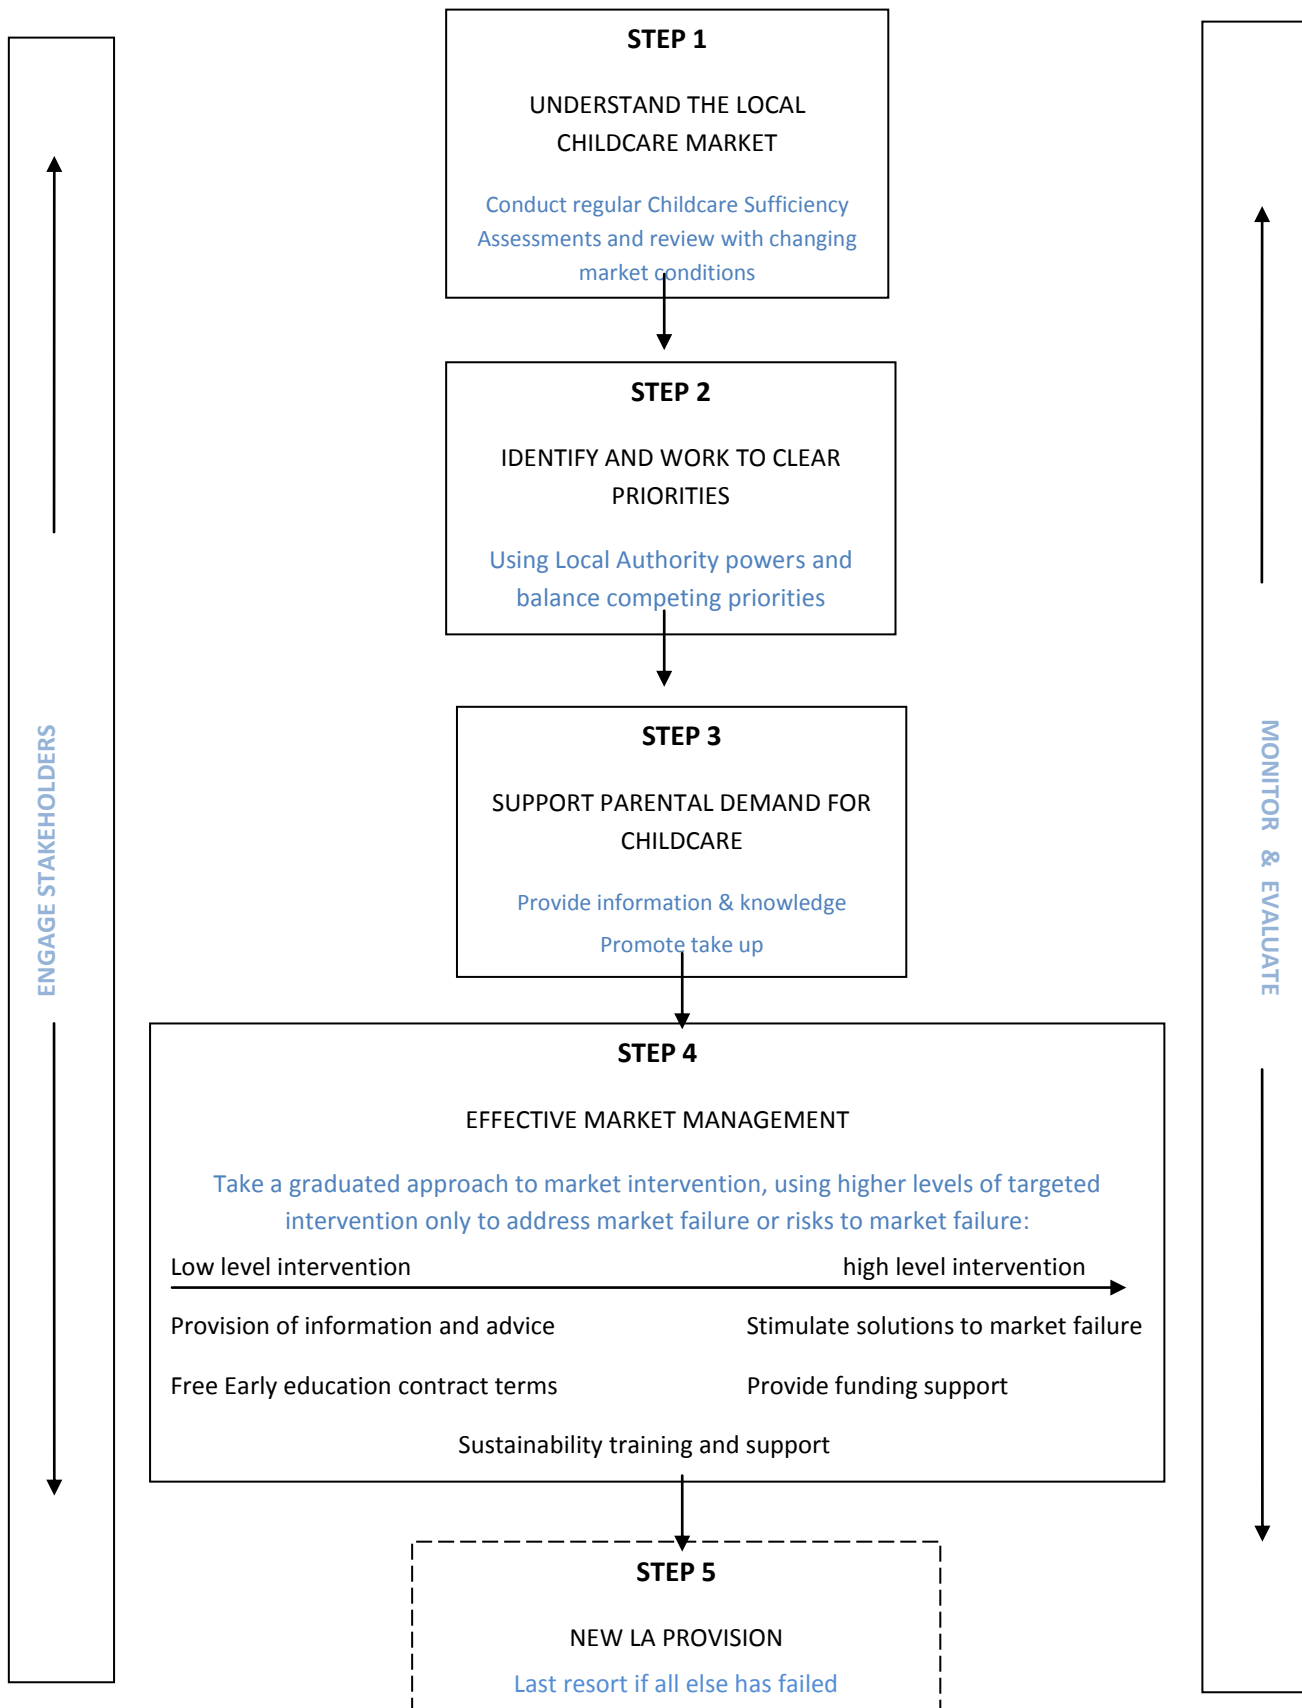 STEP 1
UNDERSTAND THE LOCAL
CHILDCARE MARKET
Conduct regular Childcare Sufficiency
Assessments and review with changing
market conditions
STEP 2
IDENTIFY AND WORK TO CLEAR
PRIORITIES
Using Local Authority powers and
balance competing priorities
STEP 3
SUPPORT PARENTAL DEMAND FOR
CHILDCARE
Provide information & knowledge
Promote take up
ENGAGE STAKEHOLDERS
MONITOR & EVALUATE
STEP 4
EFFECTIVE MARKET MANAGEMENT
Take a graduated approach to market intervention, using higher levels of targeted
intervention only to address market failure or risks to market failure:
Low level intervention high level intervention
Provision of information and advice Stimulate solutions to market failure
Free Early education contract terms Provide funding support
Sustainability training and support
STEP 5
NEW LA PROVISION
Last resort if all else has failed